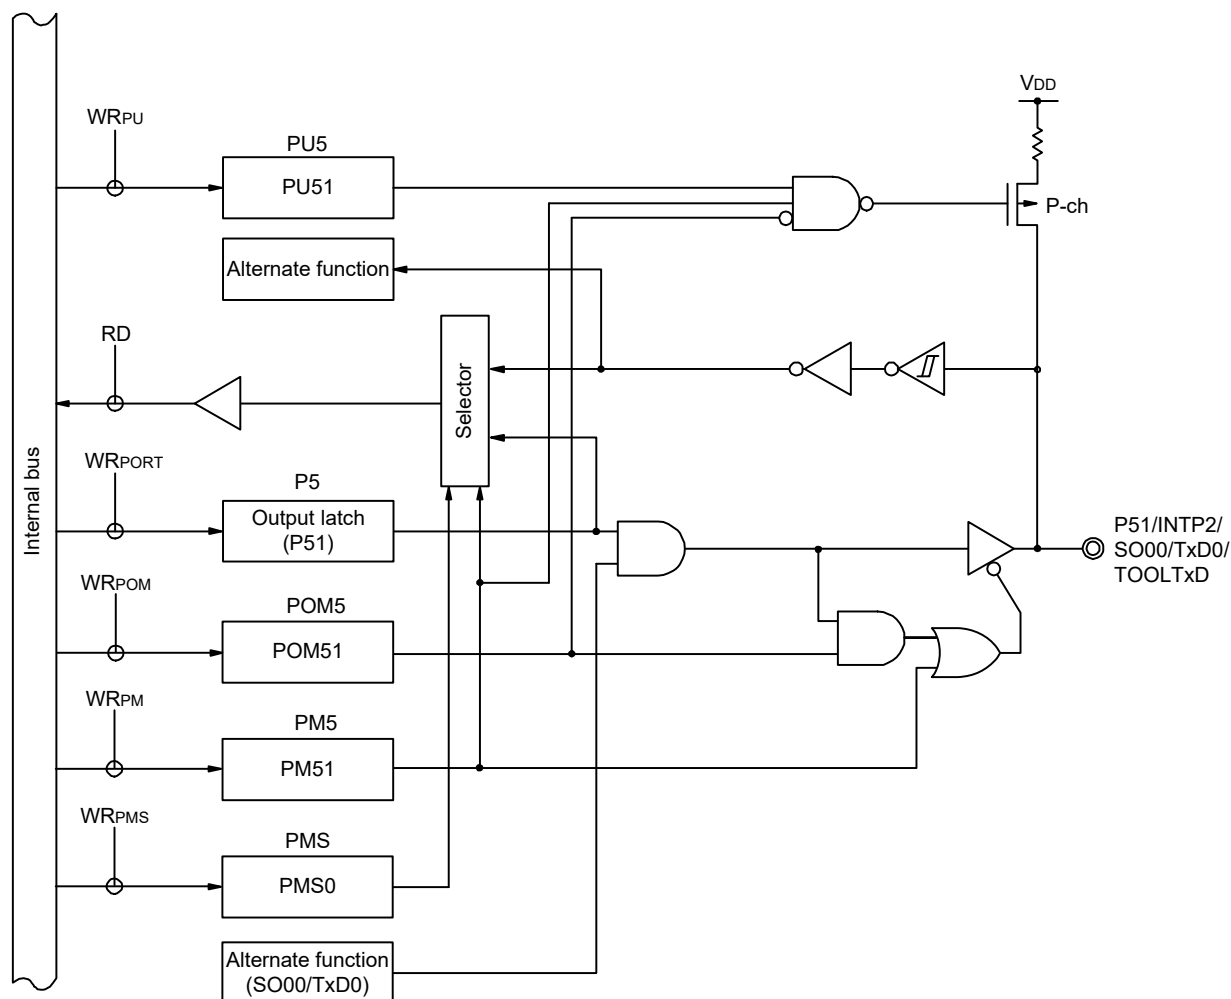 VDD
WRPU
PU5
PU51
P-ch
Alternate function
RD
Selector
Internal bus
WRPORT
P5
Output latch
(P51)
P51/INTP2/
SO00/TxD0/
TOOLTxD
WRPOM
POM5
POM51
WRPM
PM5
PM51
WRPMS
PMS
PMS0
Alternate function
(SO00/TxD0)